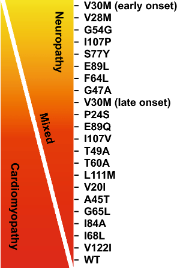 Neuropathy
Mixed
Cardiomyopathy
V30M (early onset)
V28M
G54G
I107P
S77Y
E89L
F64L
G47A
V30M (late onset)
P24S
E89Q
I107V
T49A
T60A
L111M
V20I
A45T
G65L
I84A
I68L
V122I
WT